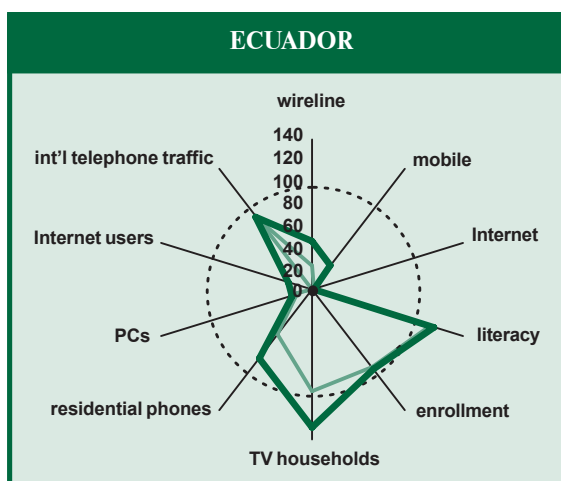 ECUADOR
wireline
140
120
100
80
60
40
20
0
int'l telephone traffic
mobile
Internet users
Internet
PCs
literacy
residential phones
enrollment
TV households